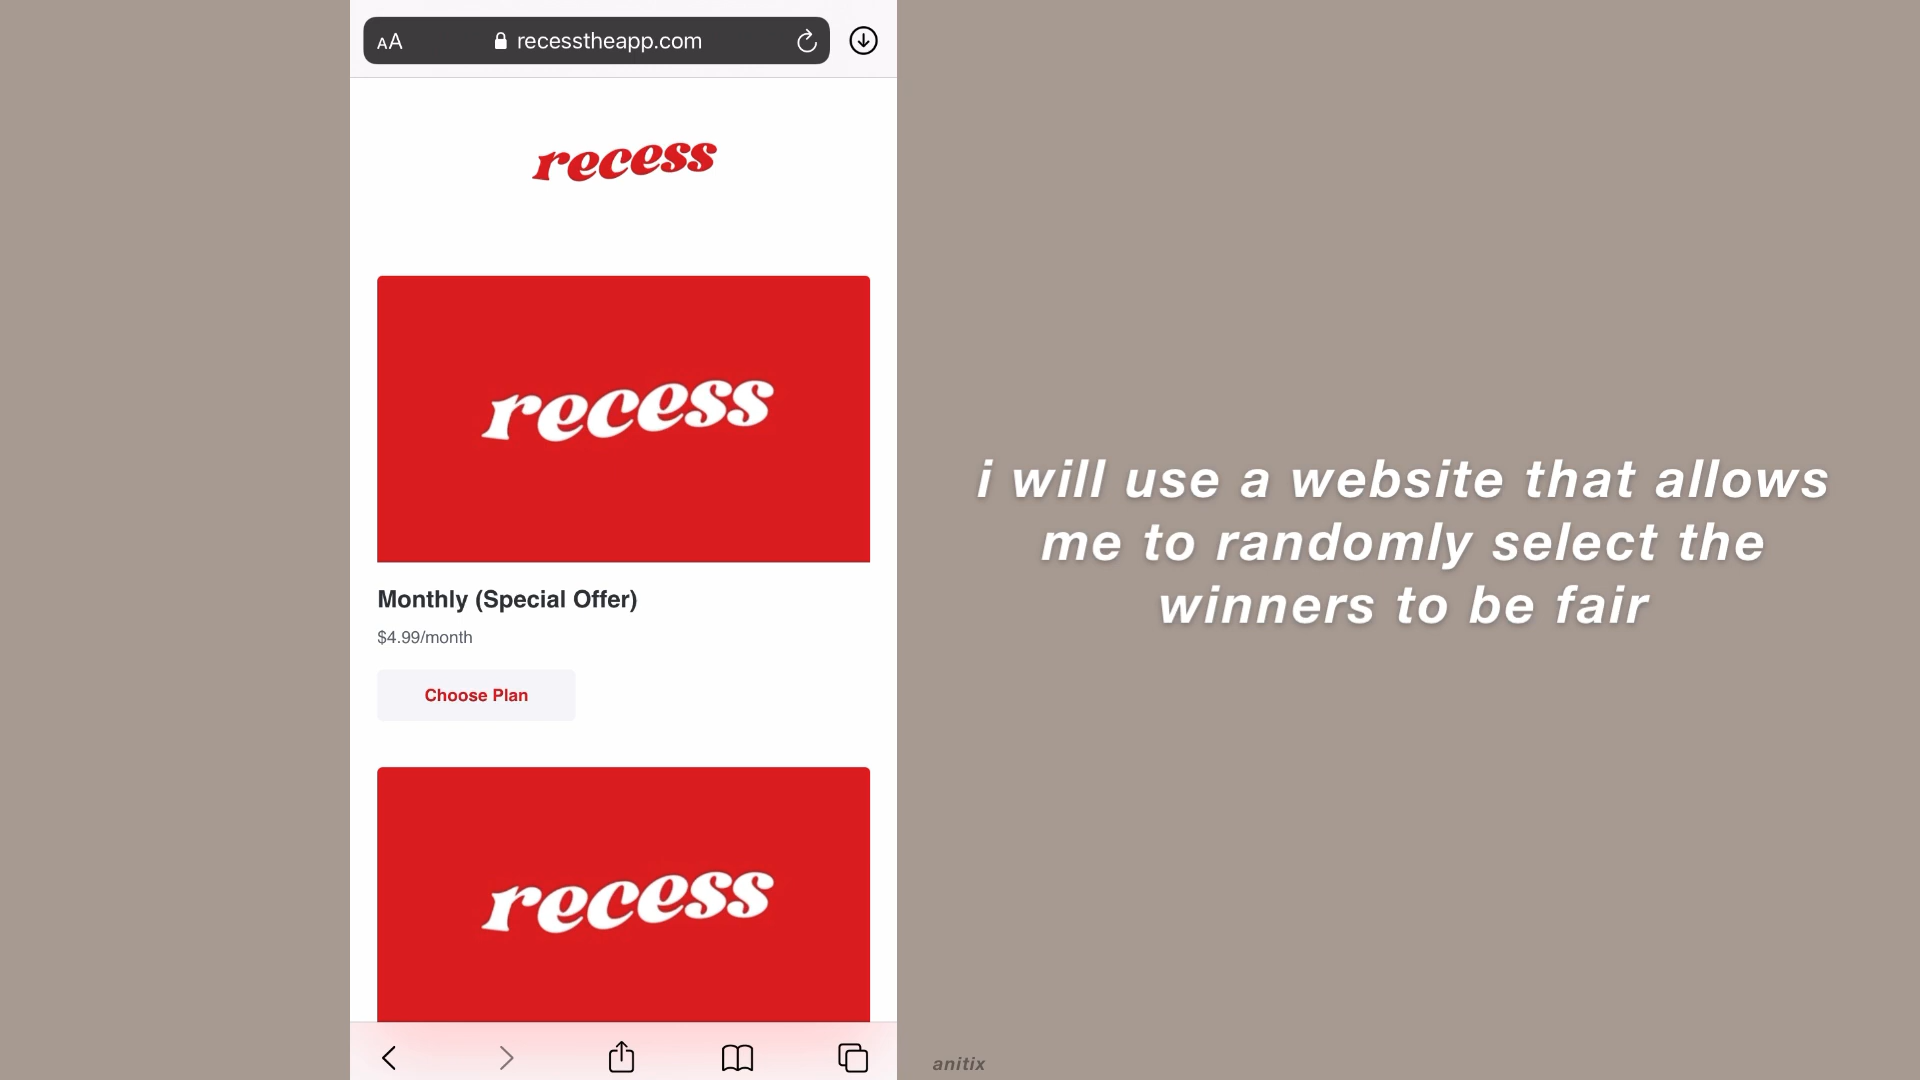 AA
recesstheapp.com
recess
recess
Monthly (Special Offer)
$4.99/month
Choose Plan
recess
i will use a website that allows
me to randomly select the
winners to be fair
anitix